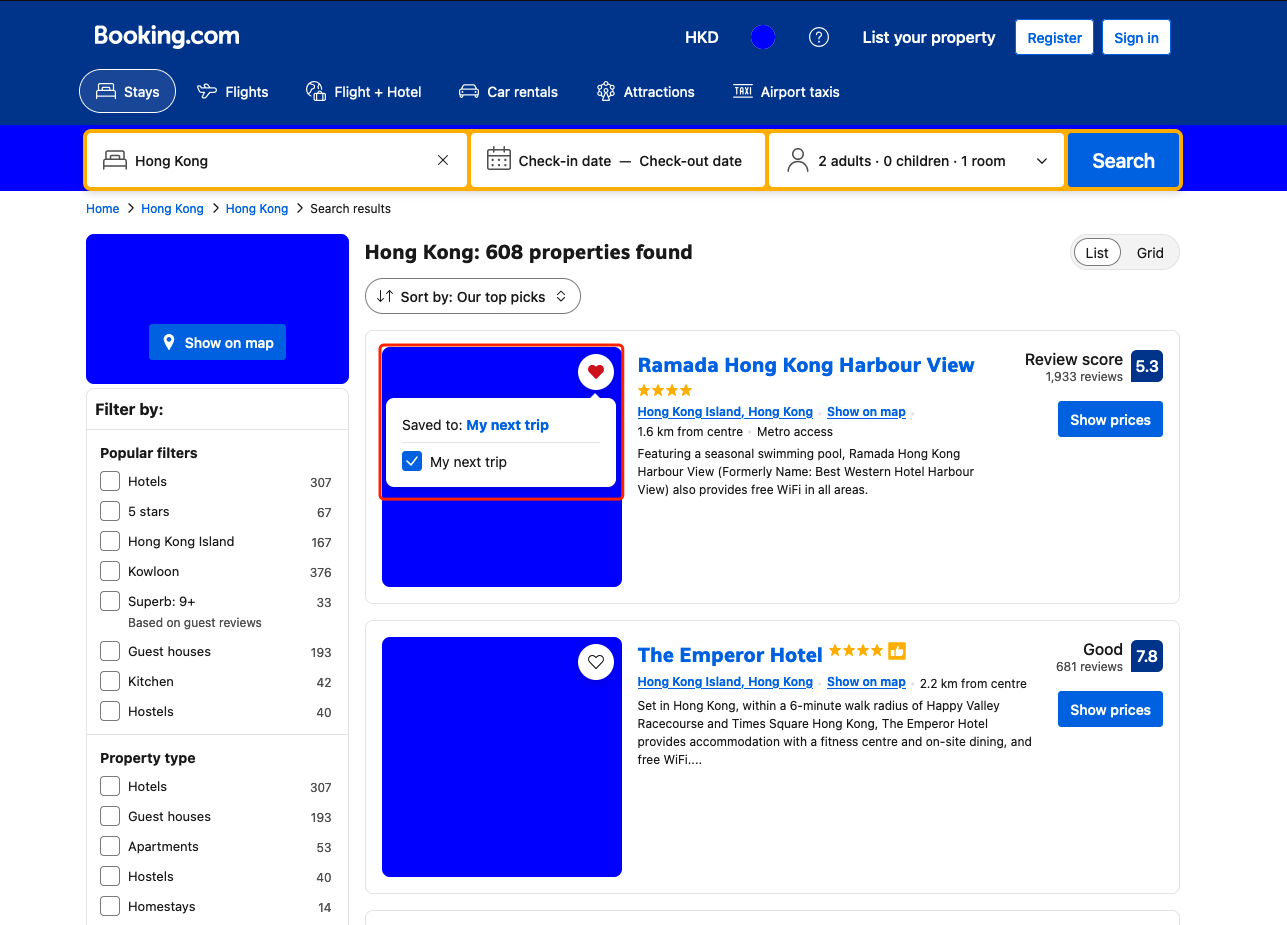 Booking.com
HKD
List your property
Register
Sign in
Stays
Flights
Flight + Hotel
Car rentals
Attractions
TAXI
Airport taxis
Hong Kong
Check-in date — Check-out date
2 adults · 0 children · 1 room
Search
Home > Hong Kong > Hong Kong > Search results
Show on map
Filter by:
Popular filters
Hotels 307
5 stars 67
Hong Kong Island 167
Kowloon 376
Superb: 9+ 33
Based on guest reviews
Guest houses 193
Kitchen 42
Hostels 40
Property type
Hotels 307
Guest houses 193
Apartments 53
Hostels 40
Homestays 14
Hong Kong: 608 properties found
List
Grid
Sort by: Our top picks
Saved to: My next trip
My next trip
Ramada Hong Kong Harbour View
Hong Kong Island, Hong Kong · Show on map ·
1.6 km from centre · Metro access
Featuring a seasonal swimming pool, Ramada Hong Kong
Harbour View (Formerly Name: Best Western Hotel Harbour
View) also provides free WiFi in all areas.
Review score 5.3
1,933 reviews
Show prices
The Emperor Hotel
Hong Kong Island, Hong Kong · Show on map · 2.2 km from centre
Set in Hong Kong, within a 6-minute walk radius of Happy Valley
Racecourse and Times Square Hong Kong, The Emperor Hotel
provides accommodation with a fitness centre and on-site dining, and
free WiFi....
Good 7.8
681 reviews
Show prices